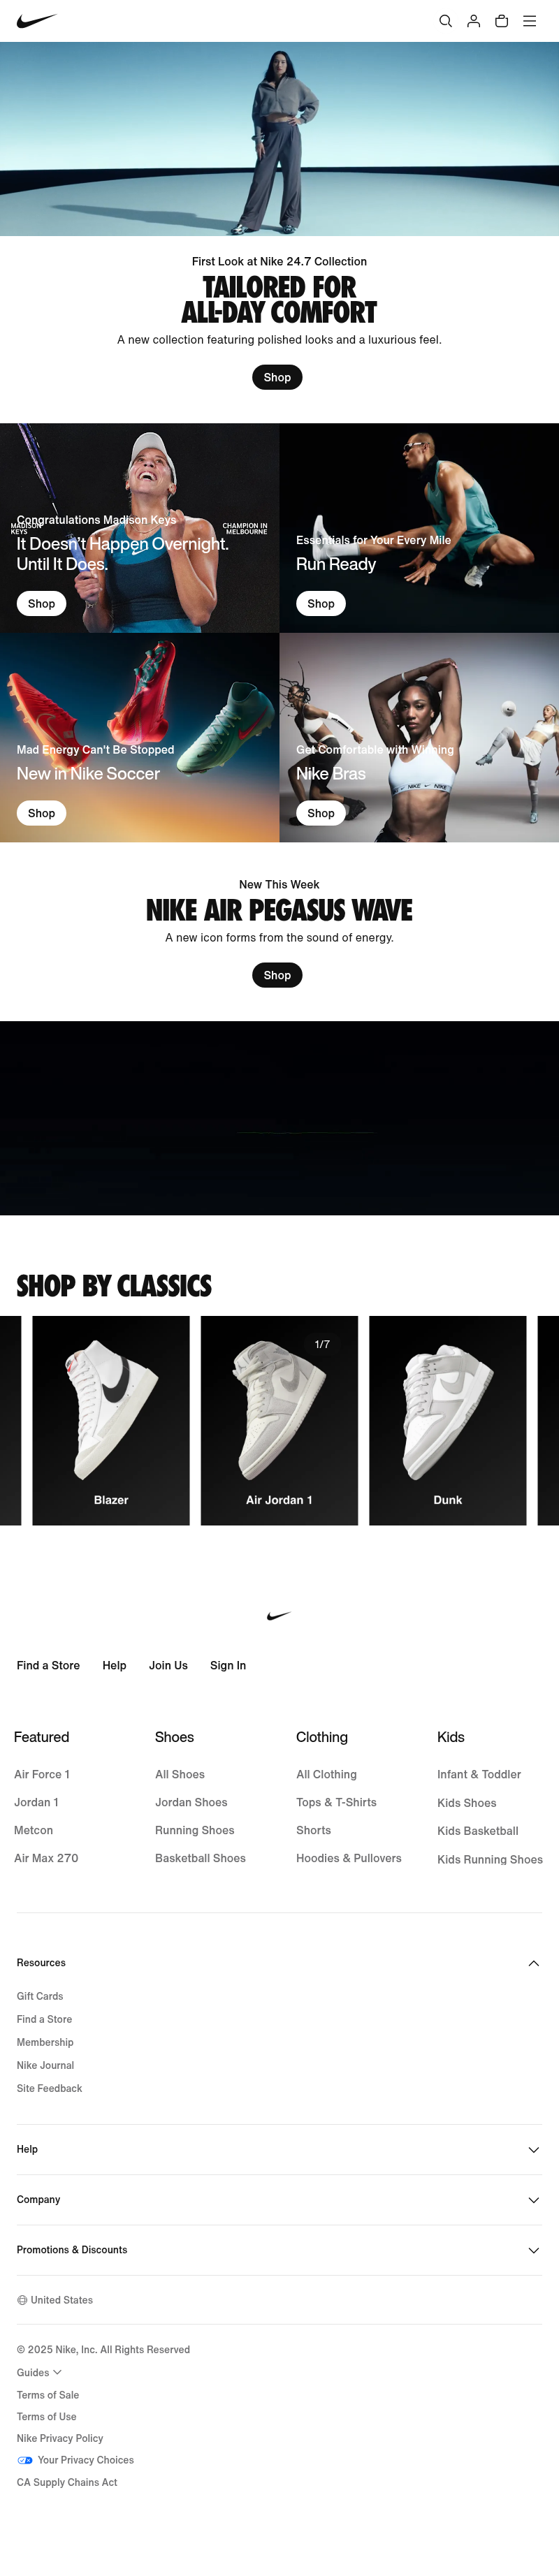 First Look at Nike 24.7 Collection
TAILORED FOR
ALL-DAY COMFORT
A new collection featuring polished looks and a luxurious feel.
Shop
MADISON
KEYS
CHAMPION IN
MELBOURNE
Congratulations Madison Keys
It Doesn’t Happen Overnight.
Until It Does.
Shop
Essentials for Your Every Mile
Run Ready
Shop
Mad Energy Can't Be Stopped
New in Nike Soccer
Shop
Get Comfortable with Winning
Nike Bras
NIKE NIKE
Shop
New This Week
NIKE AIR PEGASUS WAVE
A new icon forms from the sound of energy.
Shop
SHOP BY CLASSICS
1/7
Blazer
Air Jordan 1
Dunk
Find a Store Help Join Us Sign In
Featured
Air Force 1
Jordan 1
Metcon
Air Max 270
Shoes
All Shoes
Jordan Shoes
Running Shoes
Basketball Shoes
Clothing
All Clothing
Tops & T-Shirts
Shorts
Hoodies & Pullovers
Kids
Infant & Toddler
Kids Shoes
Kids Basketball
Kids Running Shoes
Resources
Gift Cards
Find a Store
Membership
Nike Journal
Site Feedback
Help
Company
Promotions & Discounts
United States
© 2025 Nike, Inc. All Rights Reserved
Guides
Terms of Sale
Terms of Use
Nike Privacy Policy
Your Privacy Choices
CA Supply Chains Act